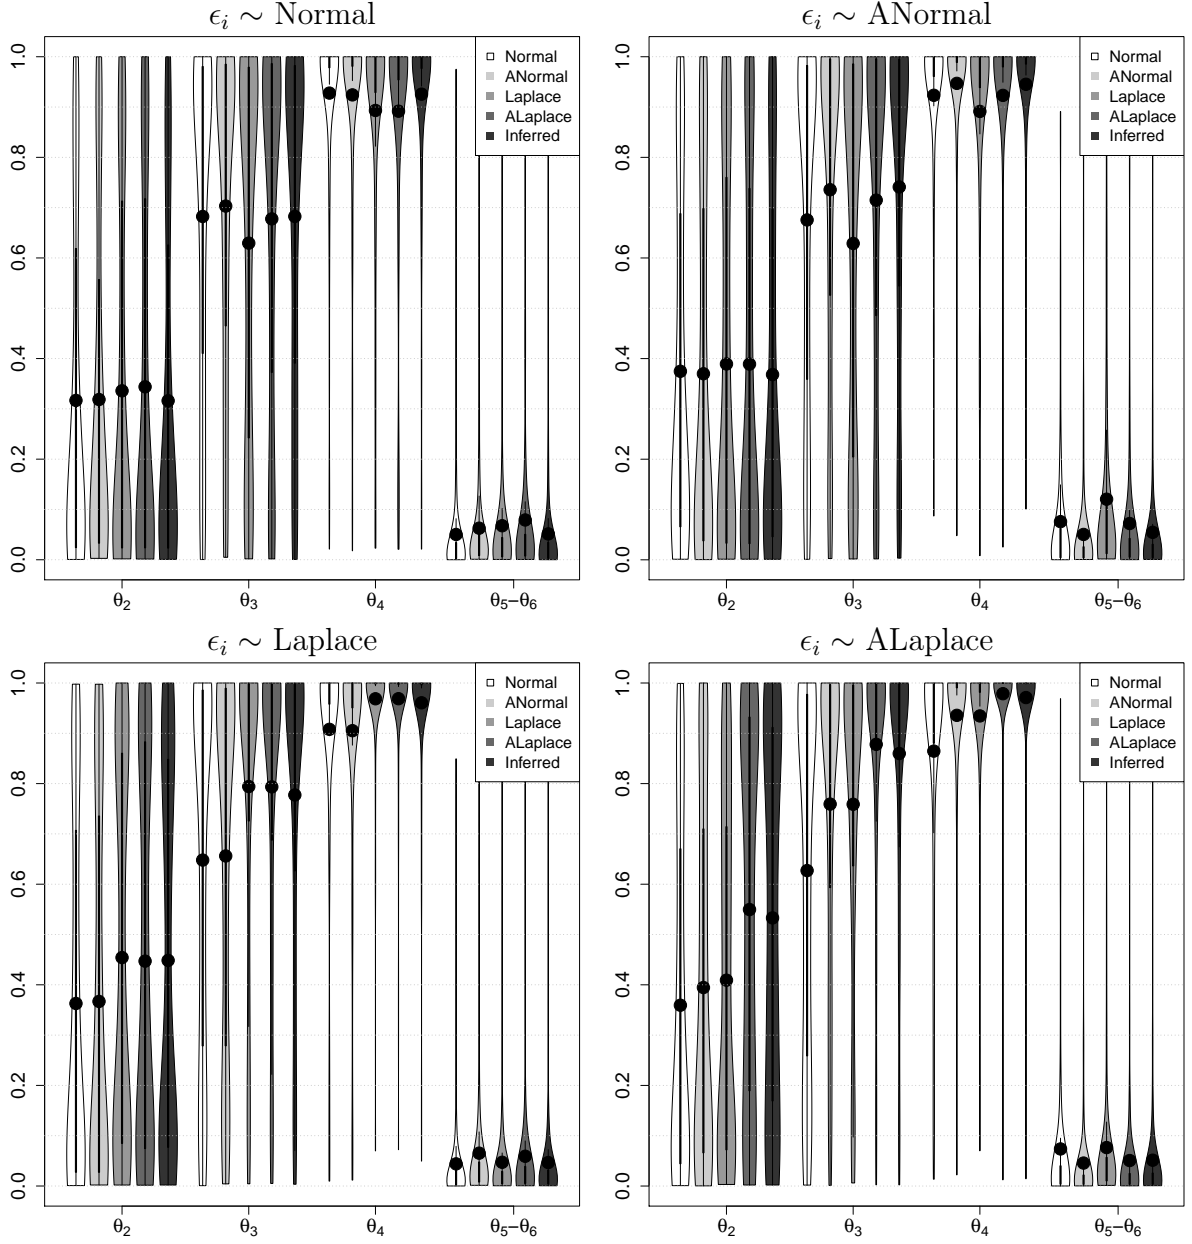 ϵᵢ ∼ Normal
1.0
0.8
0.6
0.4
0.2
0.0
Normal
ANormal
Laplace
ALaplace
Inferred
θ₂ θ₃ θ₄ θ₅−θ₆
ϵᵢ ∼ ANormal
1.0
0.8
0.6
0.4
0.2
0.0
Normal
ANormal
Laplace
ALaplace
Inferred
θ₂ θ₃ θ₄ θ₅−θ₆
ϵᵢ ∼ Laplace
1.0
0.8
0.6
0.4
0.2
0.0
Normal
ANormal
Laplace
ALaplace
Inferred
θ₂ θ₃ θ₄ θ₅−θ₆
ϵᵢ ∼ ALaplace
1.0
0.8
0.6
0.4
0.2
0.0
Normal
ANormal
Laplace
ALaplace
Inferred
θ₂ θ₃ θ₄ θ₅−θ₆